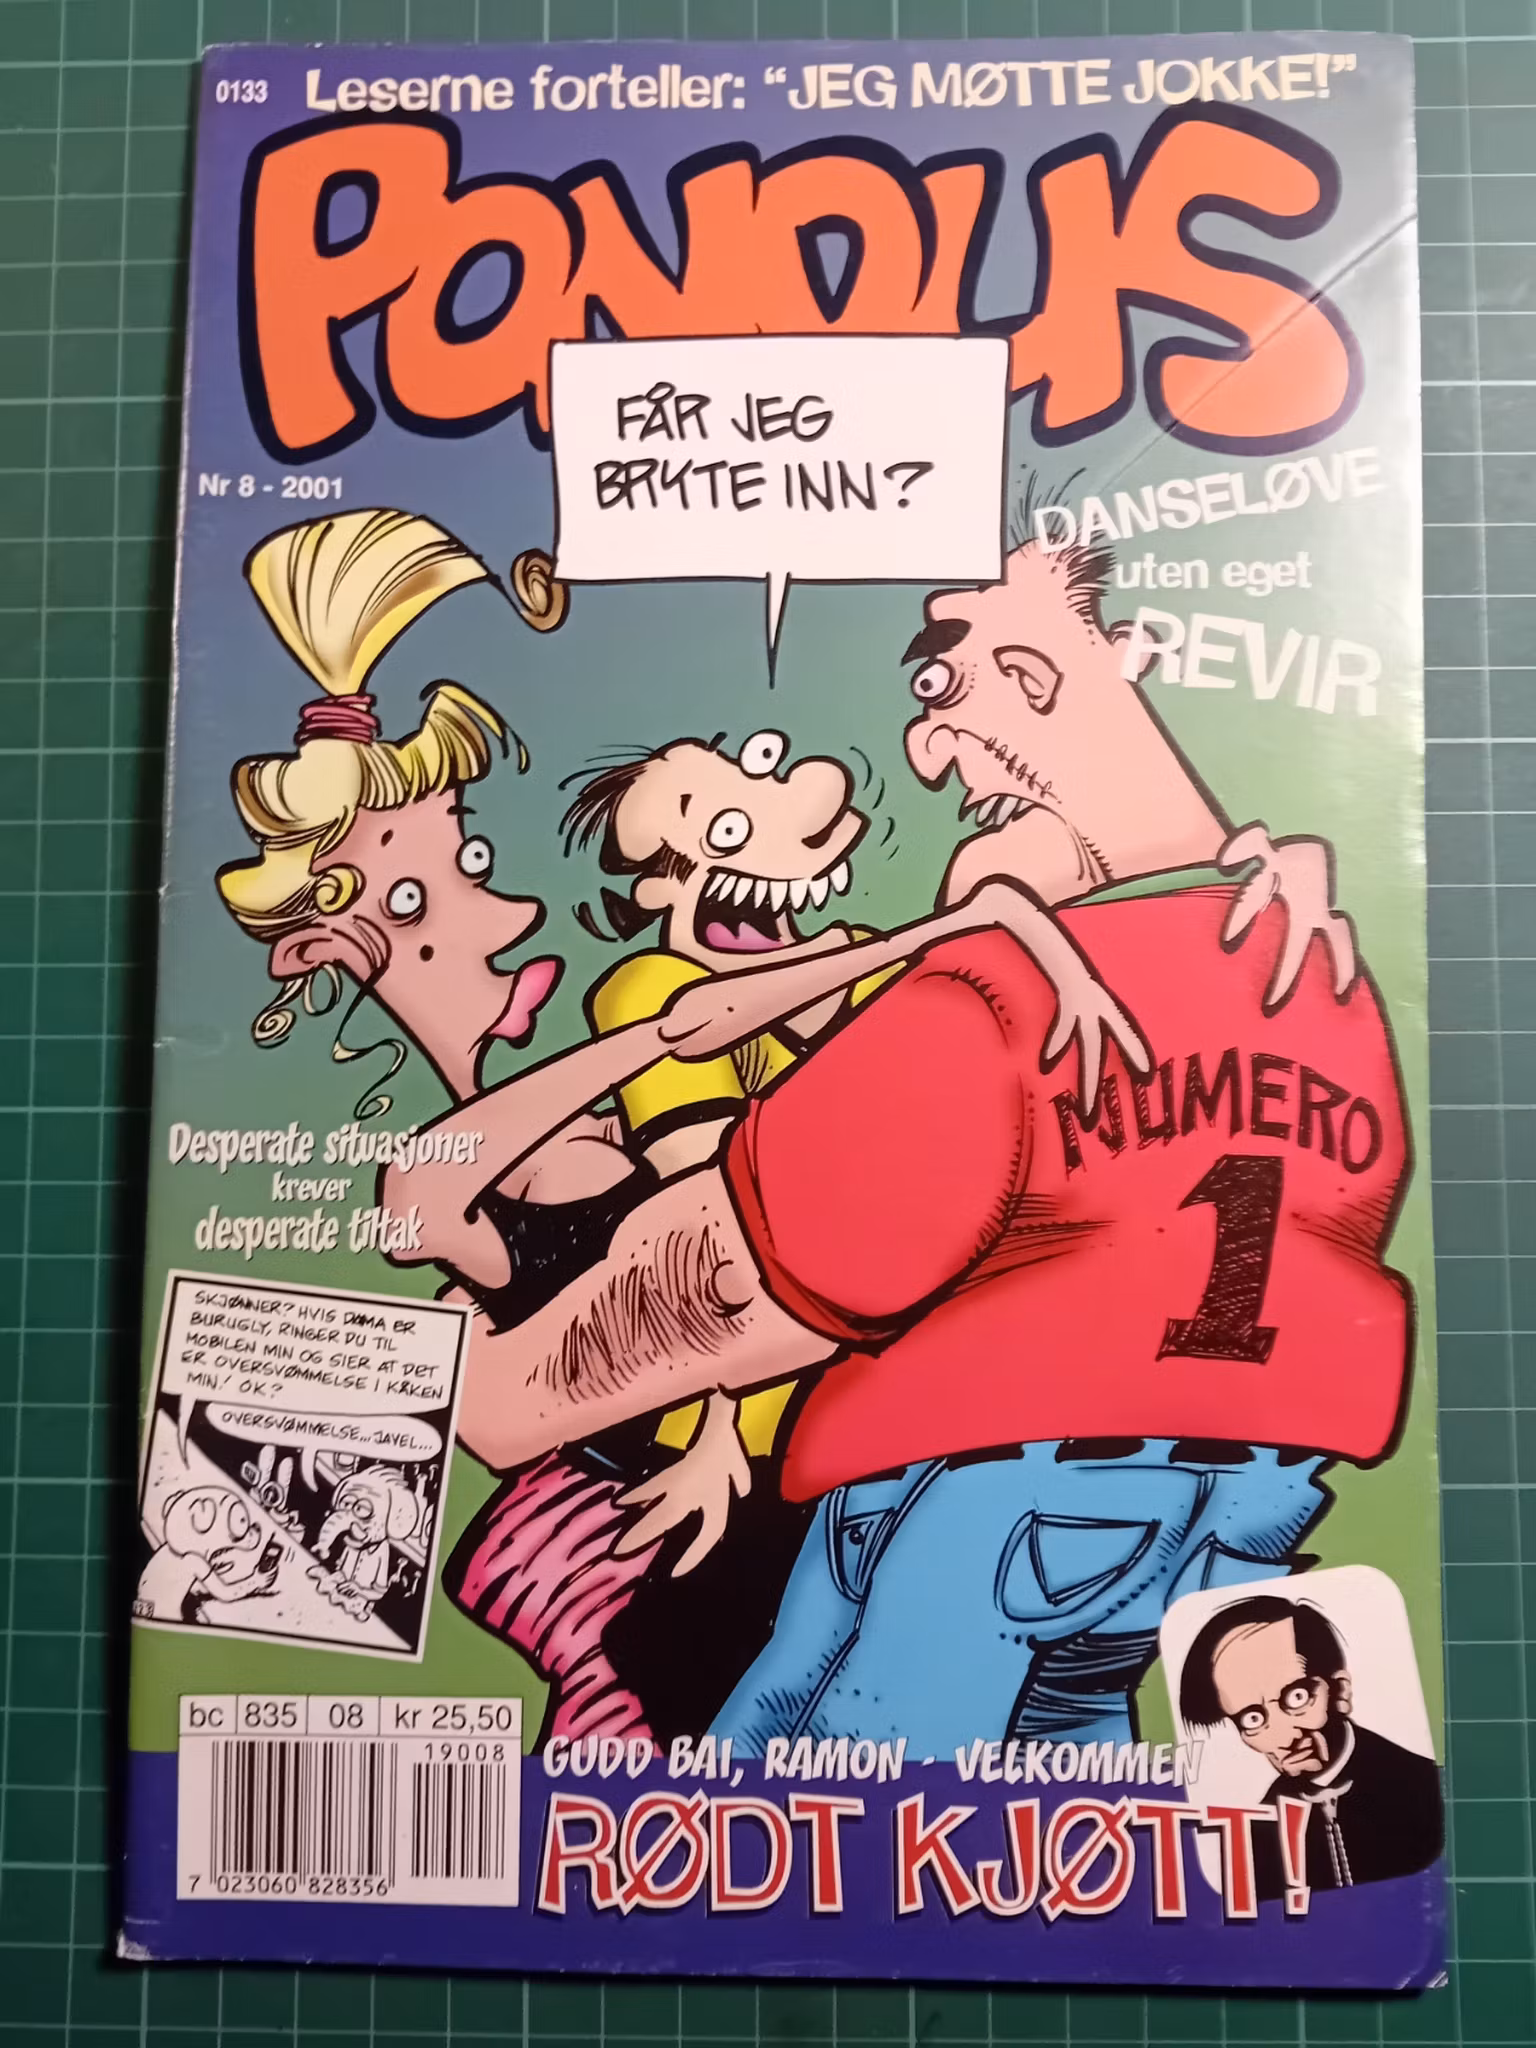 0133
Leserne forteller: “JEG MØTTE JOKKE!”
PONDUS
FÅR JEG
BRYTE INN?
Nr 8 - 2001
DANSELØVE
uten eget
REVIR
NUMERO
1
Desperate situasjoner
krever
desperate tiltak
SKJØNNER? HVIS DAMA ER
BURUGLY, RINGER DU TIL
MOBILEN MIN OG SIER AT DET
ER OVERSVØMMELSE I KÅKEN
MIN! OK?
OVERSVØMMELSE... JAVEL...
bc 835 08 kr 25,50
19008
7 023060 828356
GUDD BAI, RAMON - VELKOMMEN
RØDT KJØTT!